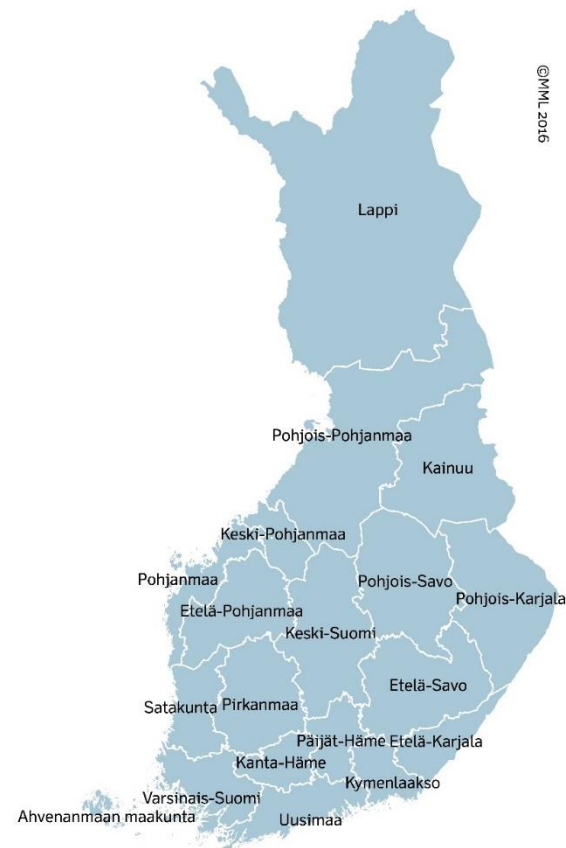 ©MML 2016
Lappi
Pohjois-Pohjanmaa
Kainuu
Keski-Pohjanmaa
Pohjanmaa
Pohjois-Savo
Pohjois-Karjala
Etelä-Pohjanmaa
Keski-Suomi
Etelä-Savo
Satakunta
Pirkanmaa
Päijät-Häme
Etelä-Karjala
Kanta-Häme
Kymenlaakso
Varsinais-Suomi
Ahvenanmaan maakunta
Uusimaa